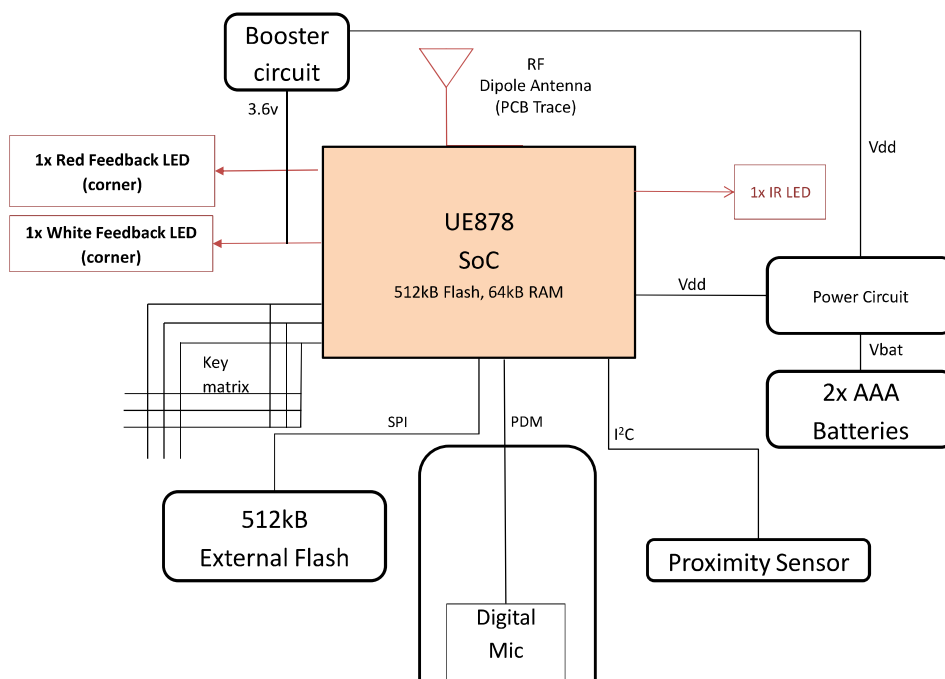 Booster
circuit
RF
Dipole Antenna
(PCB Trace)
3.6v
Vdd
1x Red Feedback LED
(corner)
1x IR LED
1x White Feedback LED
(corner)
UE878
SoC
512kB Flash, 64kB RAM
Vdd
Power Circuit
Vbat
Key
matrix
2x AAA
Batteries
SPI
PDM
I²C
512kB
External Flash
Proximity Sensor
Digital
Mic